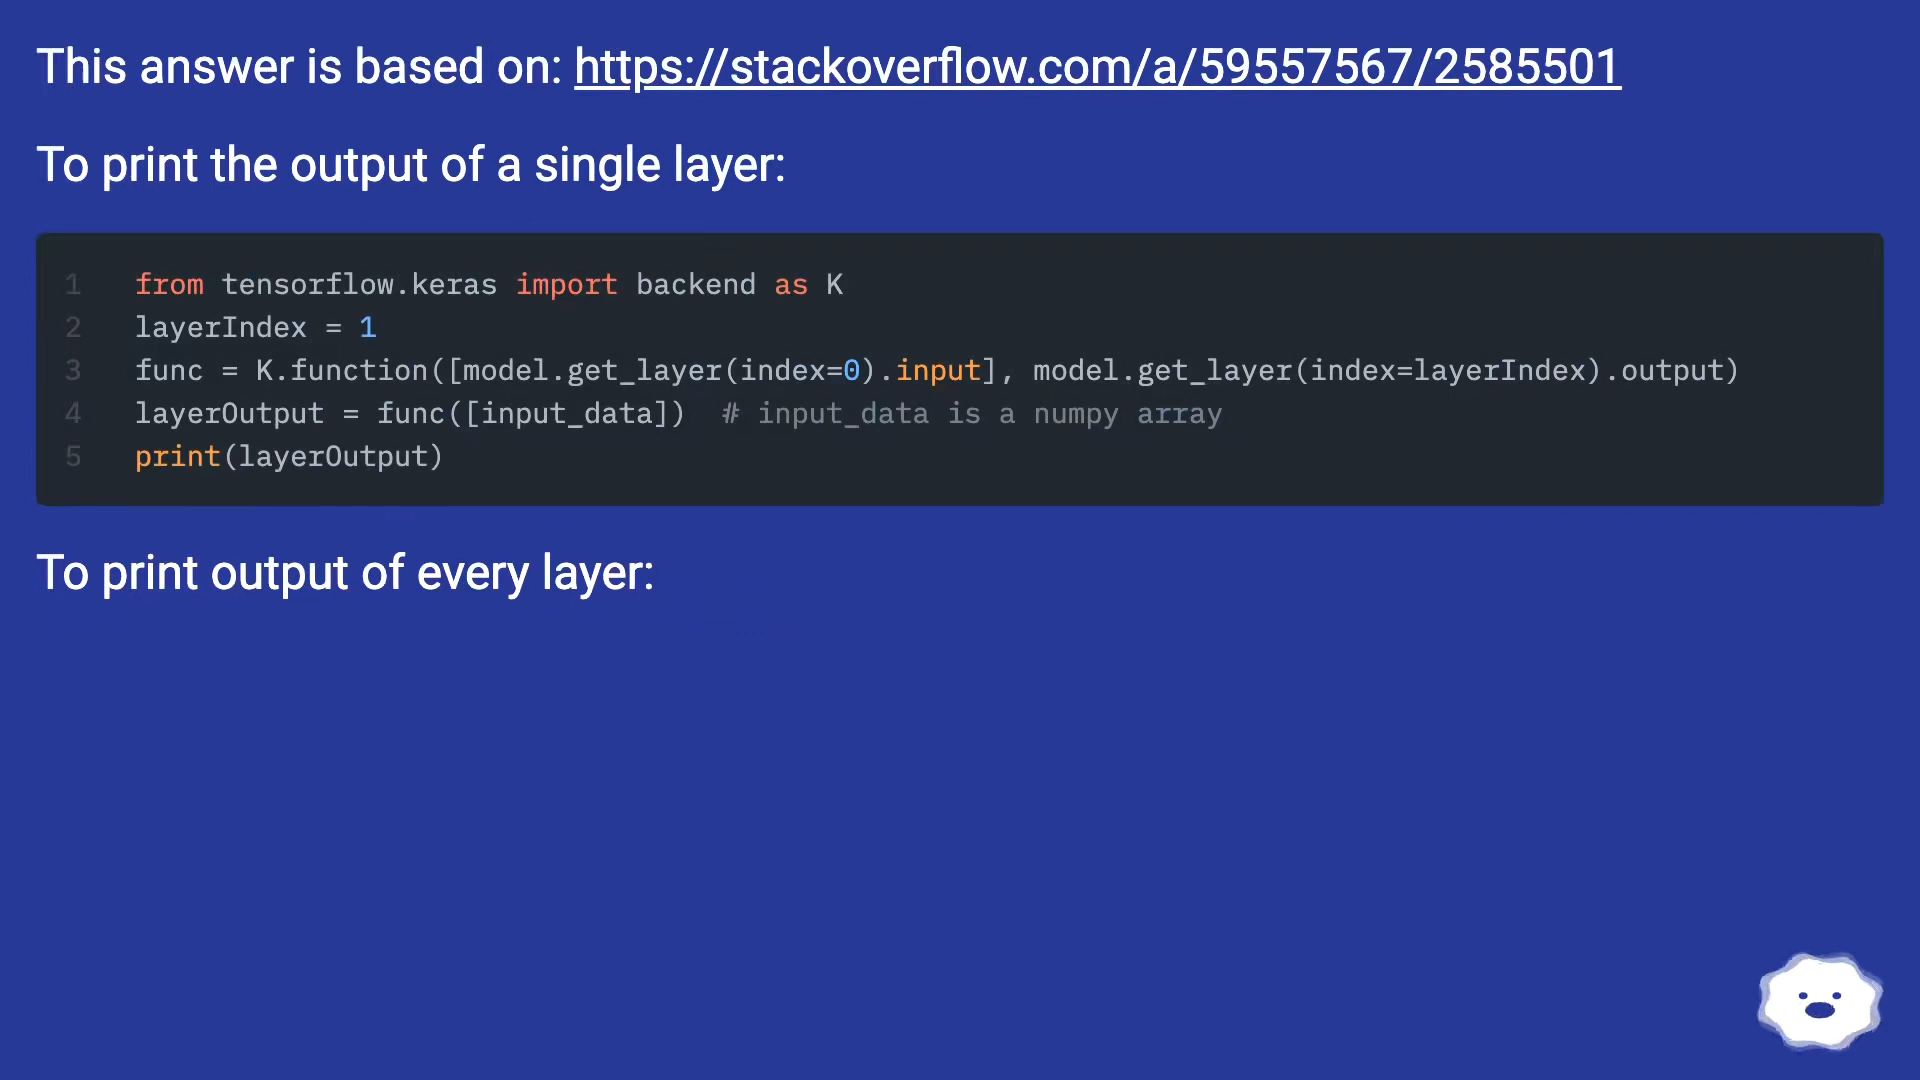 This answer is based on: https://stackoverflow.com/a/59557567/2585501
To print the output of a single layer:
1 from tensorflow.keras import backend as K
2 layerIndex = 1
3 func = K.function([model.get_layer(index=0).input], model.get_layer(index=layerIndex).output)
4 layerOutput = func([input_data])  # input_data is a numpy array
5 print(layerOutput)
To print output of every layer: